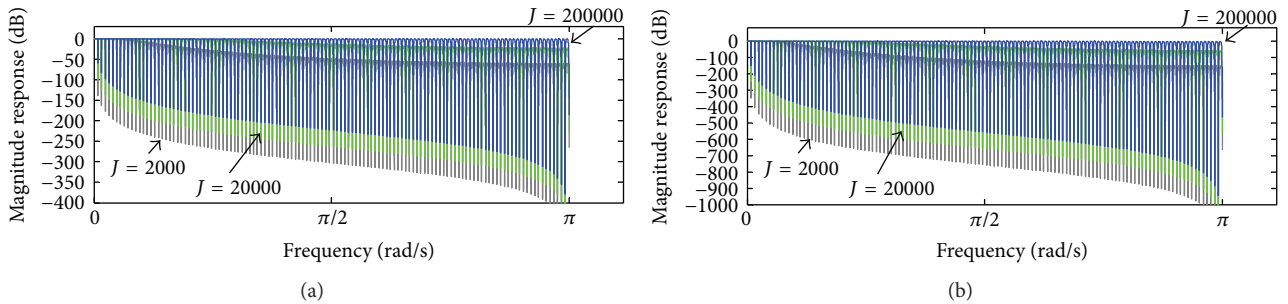 J = 200000
0
−50
−100
−150
−200
−250
−300
−350
−400
Magnitude response (dB)
J = 2000
J = 20000
0
π/2
π
Frequency (rad/s)
(a)
J = 200000
0
−100
−200
−300
−400
−500
−600
−700
−800
−900
−1000
Magnitude response (dB)
J = 2000
J = 20000
0
π/2
π
Frequency (rad/s)
(b)